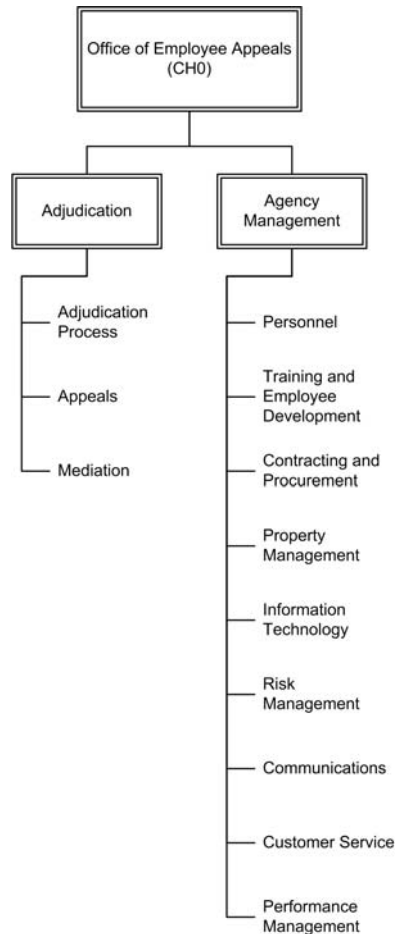 Office of Employee Appeals
(CH0)
Adjudication
Agency
Management
Adjudication
Process
Appeals
Mediation
Personnel
Training and
Employee
Development
Contracting and
Procurement
Property
Management
Information
Technology
Risk
Management
Communications
Customer Service
Performance
Management